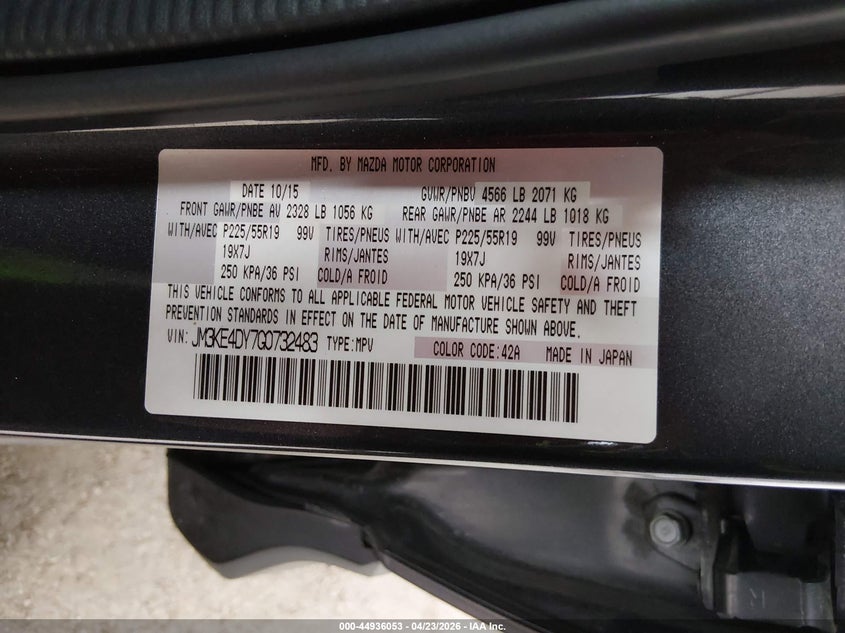 MFD. BY MAZDA MOTOR CORPORATION
DATE 10/15 GVWR/PNBV 4566 LB 2071 KG
FRONT GAWR/PNBE AV 2328 LB 1056 KG REAR GAWR/PNBE AR 2244 LB 1018 KG
WITH/AVEC P225/55R19 99V TIRES/PNEUS WITH/AVEC P225/55R19 99V TIRES/PNEUS
19X7J RIMS/JANTES 19X7J RIMS/JANTES
250 KPA/36 PSI COLD/A FROID 250 KPA/36 PSI COLD/A FROID
THIS VEHICLE CONFORMS TO ALL APPLICABLE FEDERAL MOTOR VEHICLE SAFETY AND THEFT
PREVENTION STANDARDS IN EFFECT ON THE DATE OF MANUFACTURE SHOWN ABOVE.
VIN: JM3KE4DY7G0732483 TYPE:MPV COLOR CODE:42A MADE IN JAPAN
000-44936053 - 04/23/2026 - IAA Inc.